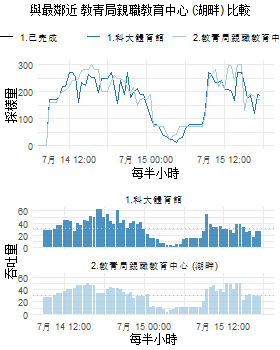 與最鄰近 教青局親職教育中心 (湖畔) 比較
1.已完成 1.科大體育館 2.教青局親職教育中
採樣量
300
200
100
0
7月 14 12:00 7月 15 00:00 7月 15 12:00
每半小時
1.科大體育館
吞吐量
60
40
20
0
2.教青局親職教育中心 (湖畔)
60
40
20
0
7月 14 12:00 7月 15 00:00 7月 15 12:00
每半小時